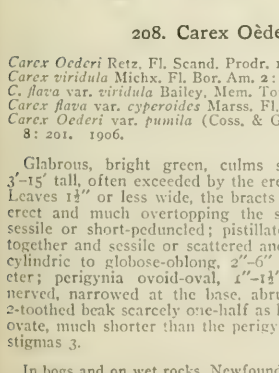 208. Carex Oède
Carex Oederi Retz. Fl. Scand. Prodr.
Carex viridula Michx. Fl. Bor. Am. 2:
C. flava var. viridula Bailey, Mem. To
Carex flava var. cyperoides Marss. Fl.
Carex Oederi var. pumila (Coss. & G
8: 201. 1906.
Glabrous, bright green, culms s
3′-15′ tall, often exceeded by the ere
Leaves 1½″ or less wide, the bracts
erect and much overtopping the s
sessile or short-peduncled; pistillat
together and sessile or scattered an
cylindric to globose-oblong, 2″-6″
eter; perigynia ovoid-oval, 1″-1½″
nerved, narrowed at the base, abru
2-toothed beak scarcely one-half as l
ovate, much shorter than the perigy
stigmas 3.
In bogs and on wet rocks, Newfoun